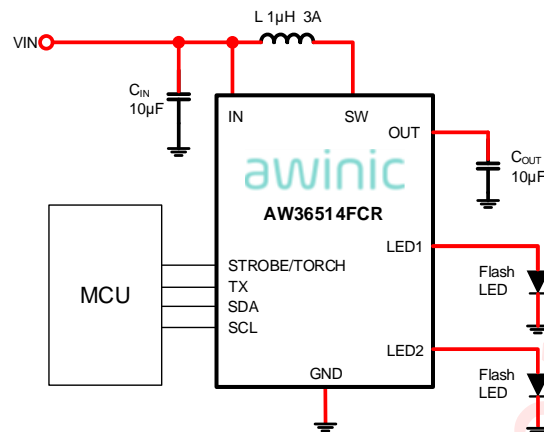 L 1µH 3A
VIN
CIN
10µF
IN
SW
OUT
COUT
10µF
awinic
AW36514FCR
MCU
STROBE/TORCH
TX
SDA
SCL
LED1
Flash
LED
LED2
Flash
LED
GND